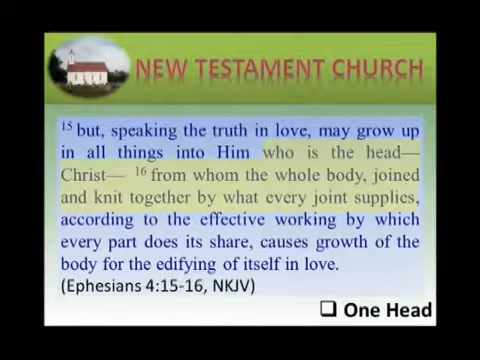 NEW TESTAMENT CHURCH
15 but, speaking the truth in love, may grow up
in all things into Him who is the head—
Christ— 16 from whom the whole body, joined
and knit together by what every joint supplies,
according to the effective working by which
every part does its share, causes growth of the
body for the edifying of itself in love.
(Ephesians 4:15-16, NKJV)
❑ One Head